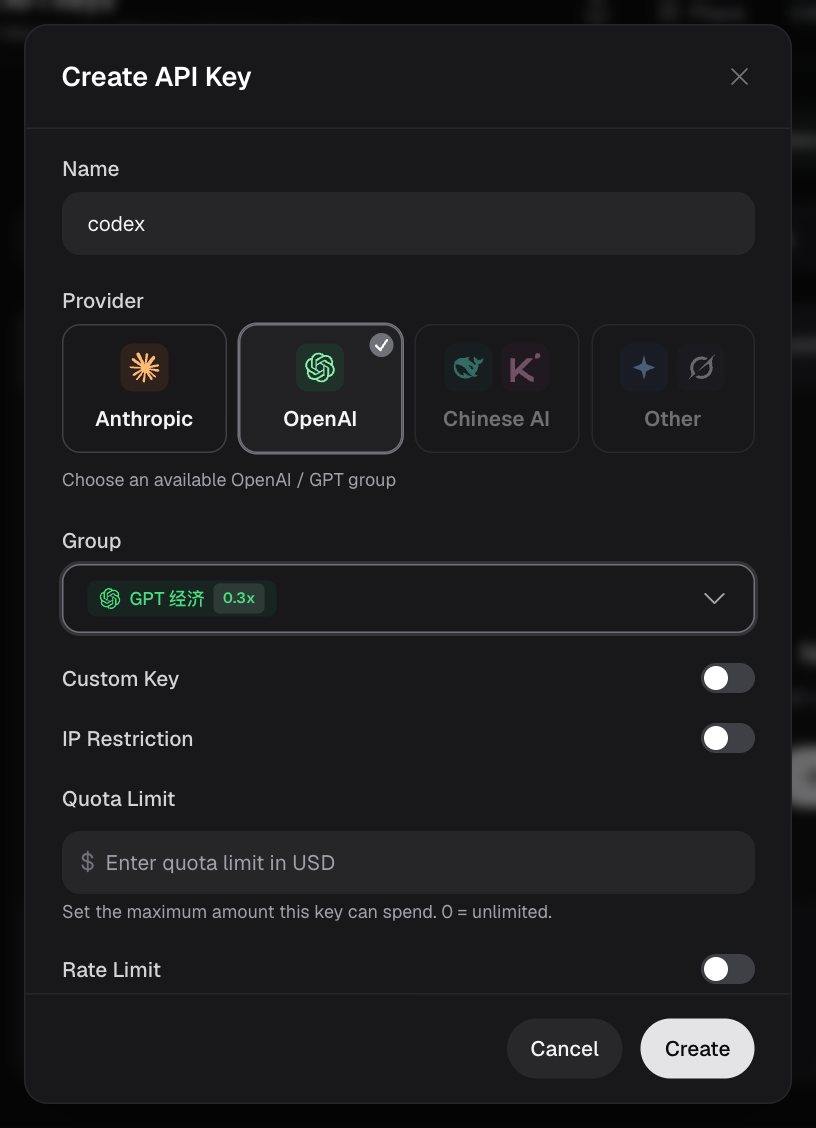 Create API Key
Name
codex
Provider
Anthropic
OpenAI
Chinese AI
Other
Choose an available OpenAI / GPT group
Group
GPT 经济 0.3x
Custom Key
IP Restriction
Quota Limit
$ Enter quota limit in USD
Set the maximum amount this key can spend. 0 = unlimited.
Rate Limit
Cancel
Create